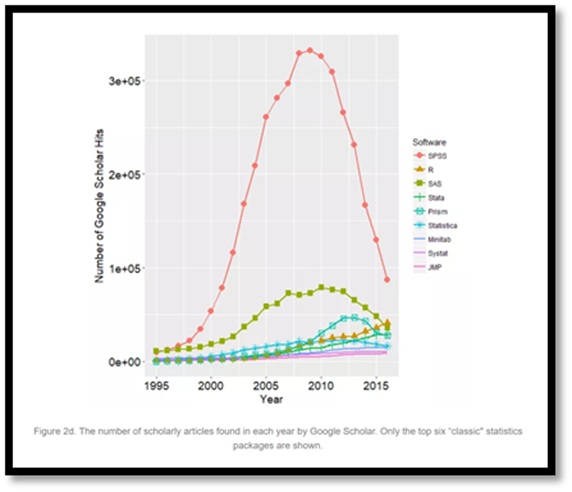 Number of Google Scholar Hits
3e+05
2e+05
1e+05
0e+00
1995 2000 2005 2010 2015
Year
Software
SPSS
R
SAS
Stata
Prism
Statistica
Minitab
Systat
JMP
Figure 2d. The number of scholarly articles found in each year by Google Scholar. Only the top six "classic" statistics
packages are shown.